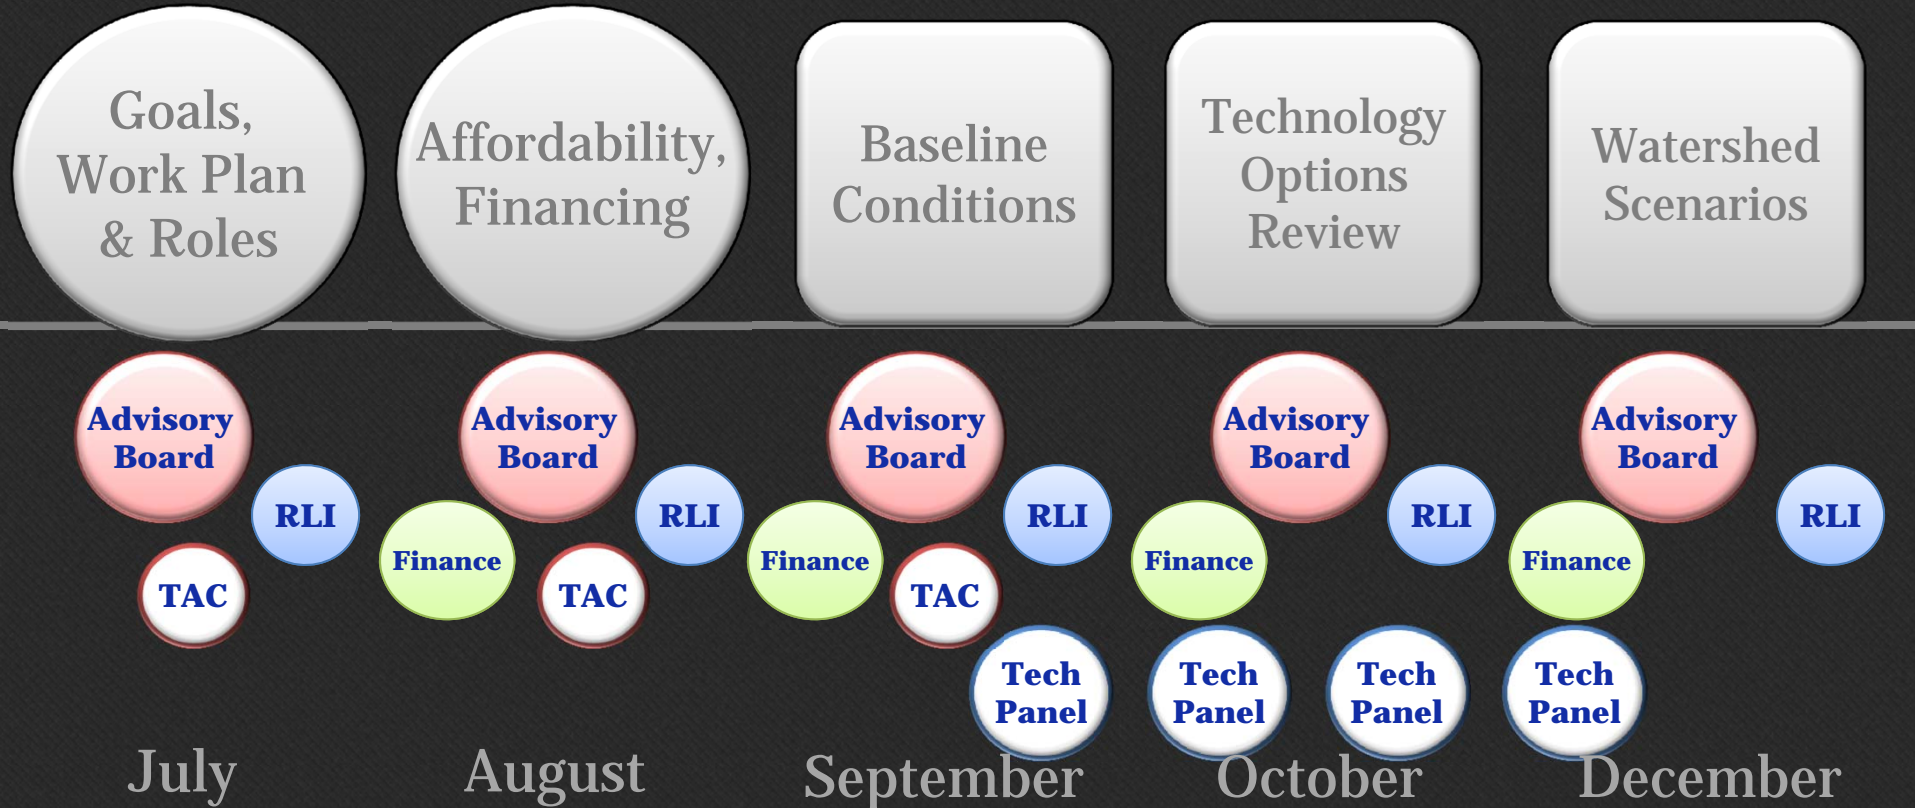 Goals,
Work Plan
& Roles
Affordability,
Financing
Baseline
Conditions
Technology
Options
Review
Watershed
Scenarios
Advisory
Board
RLI
TAC
Advisory
Board
RLI
Finance
TAC
Advisory
Board
RLI
Finance
TAC
Tech
Panel
Advisory
Board
RLI
Finance
Tech
Panel
Tech
Panel
Advisory
Board
RLI
Finance
Tech
Panel
July
August
September
October
December